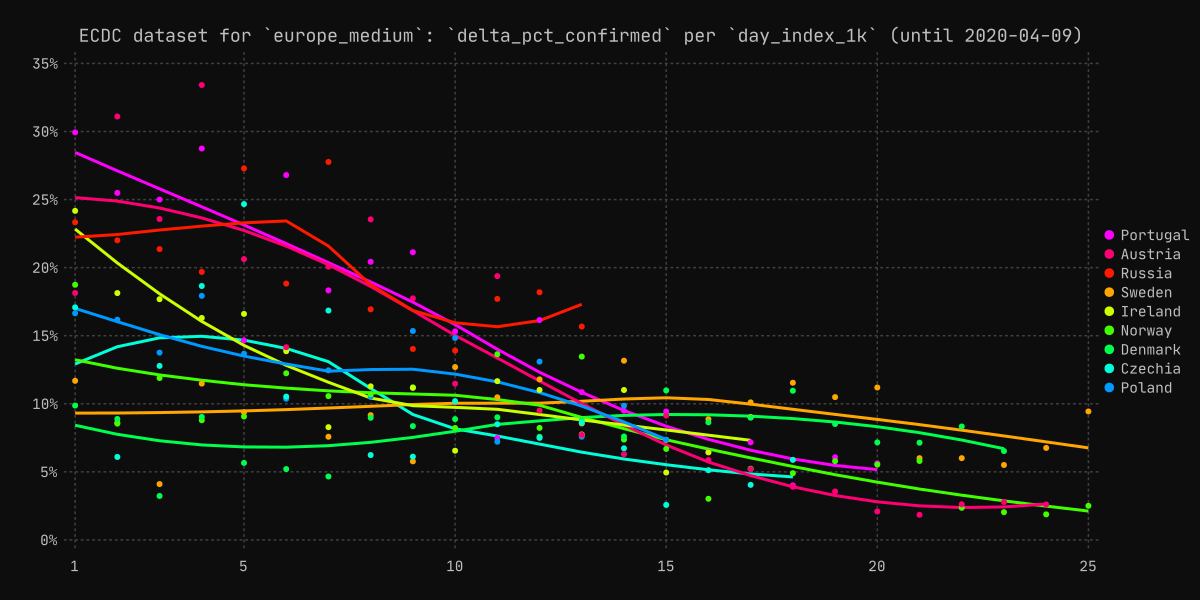 ECDC dataset for `europe_medium`: `delta_pct_confirmed` per `day_index_1k` (until 2020-04-09)
35%
30%
25%
20%
15%
10%
5%
0%
1 5 10 15 20 25
Portugal
Austria
Russia
Sweden
Ireland
Norway
Denmark
Czechia
Poland